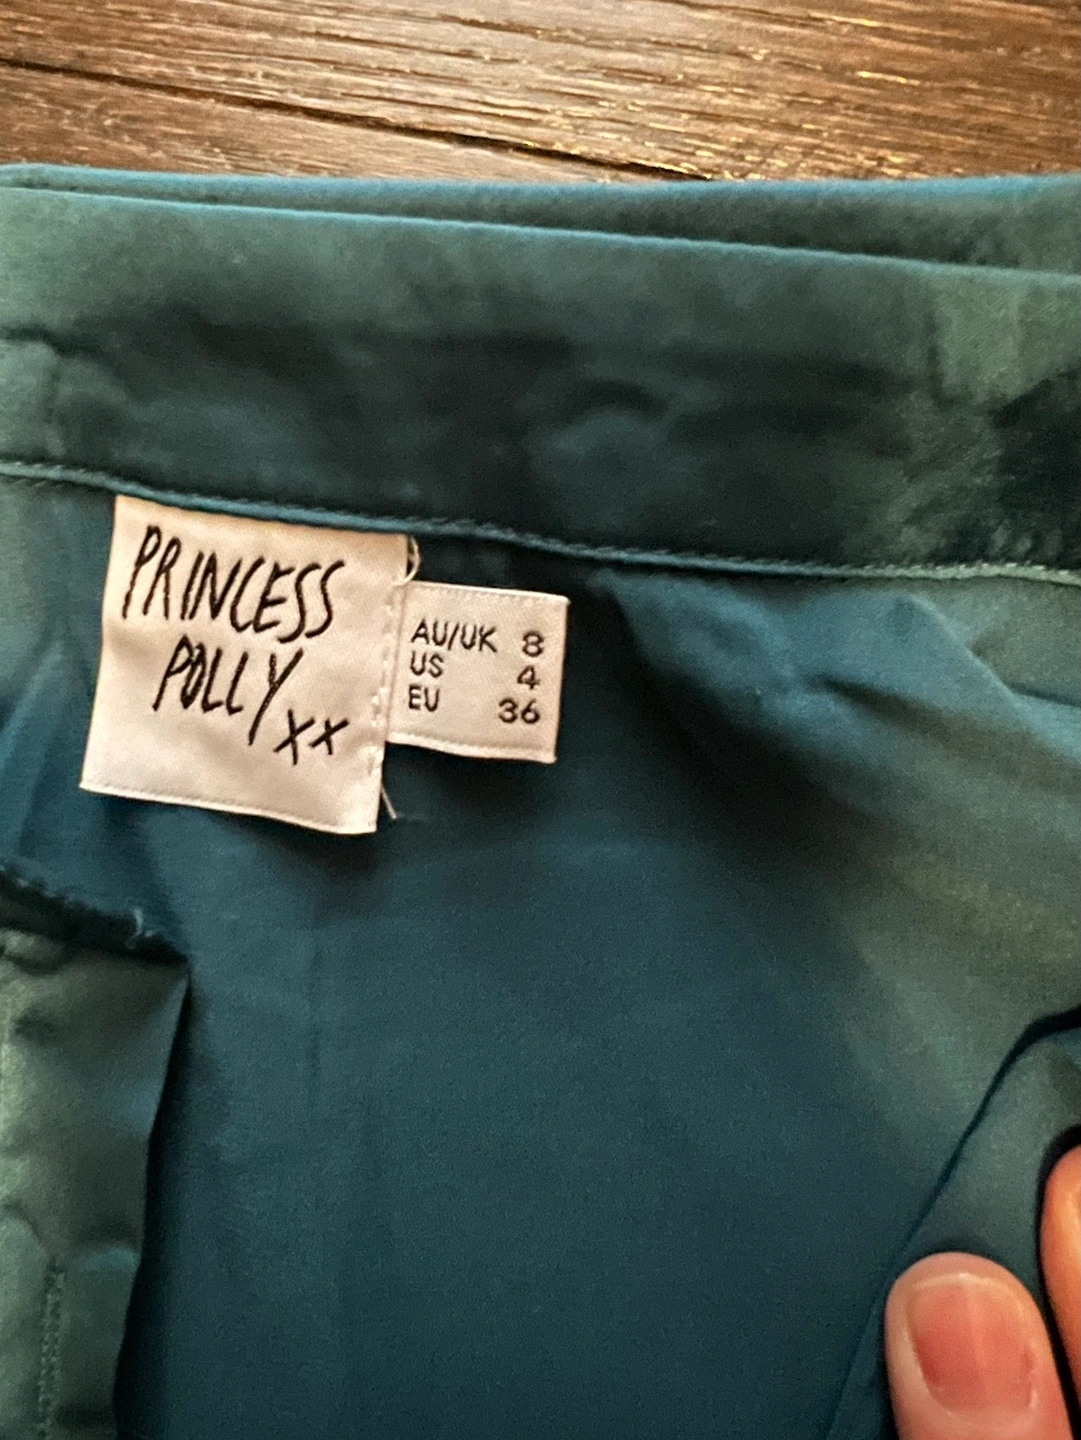 PRINCESS
POLLY
xx
AU/UK 8
US 4
EU 36